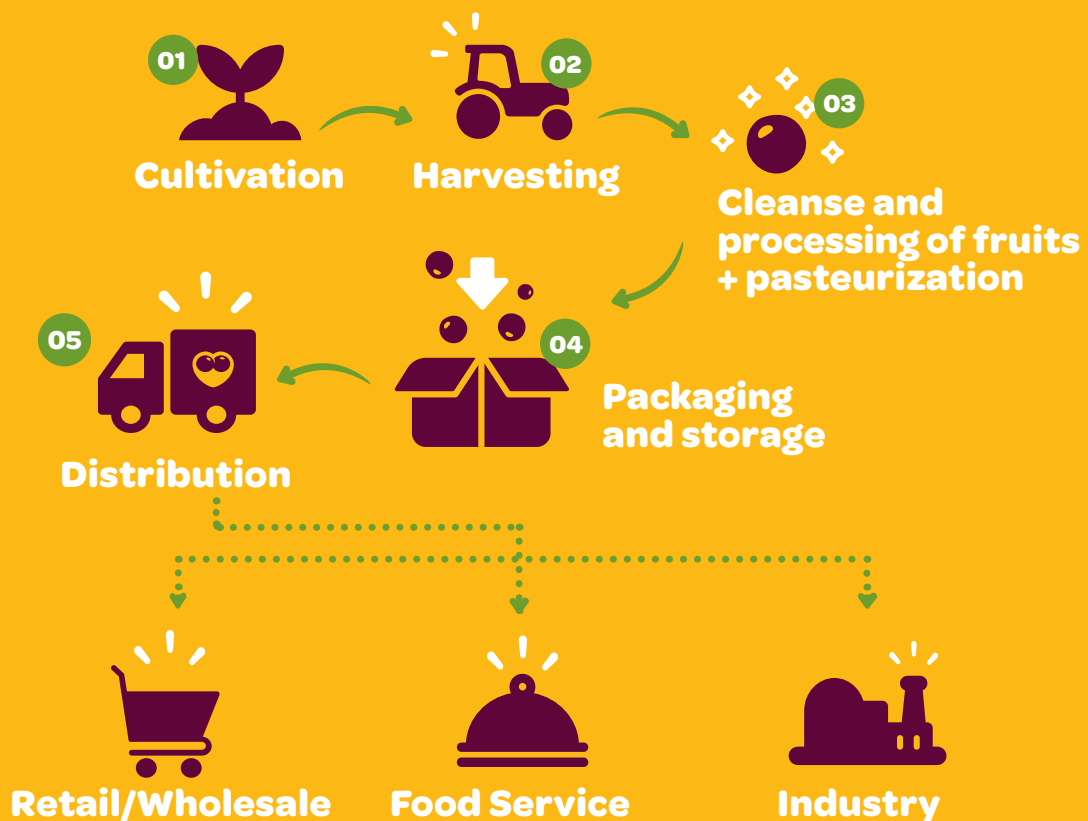 01
Cultivation
02
Harvesting
03
Cleanse and
processing of fruits
+ pasteurization
04
Packaging
and storage
05
Distribution
Retail/Wholesale
Food Service
Industry